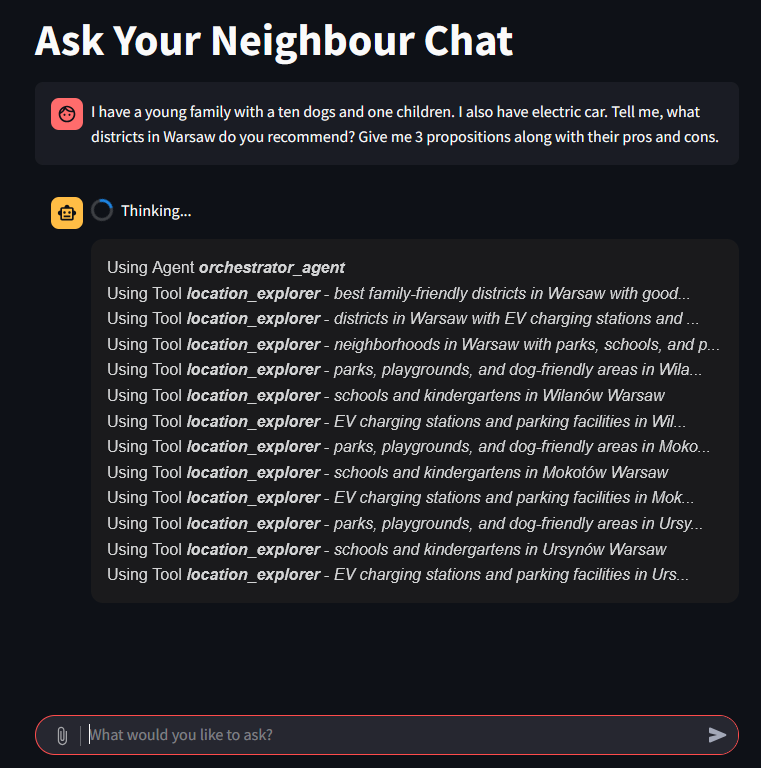 Ask Your Neighbour Chat
I have a young family with a ten dogs and one children. I also have electric car. Tell me, what
districts in Warsaw do you recommend? Give me 3 propositions along with their pros and cons.
Thinking...
Using Agent orchestrator_agent
Using Tool location_explorer - best family-friendly districts in Warsaw with good...
Using Tool location_explorer - districts in Warsaw with EV charging stations and ...
Using Tool location_explorer - neighborhoods in Warsaw with parks, schools, and p...
Using Tool location_explorer - parks, playgrounds, and dog-friendly areas in Wila...
Using Tool location_explorer - schools and kindergartens in Wilanów Warsaw
Using Tool location_explorer - EV charging stations and parking facilities in Wil...
Using Tool location_explorer - parks, playgrounds, and dog-friendly areas in Moko...
Using Tool location_explorer - schools and kindergartens in Mokotów Warsaw
Using Tool location_explorer - EV charging stations and parking facilities in Mok...
Using Tool location_explorer - parks, playgrounds, and dog-friendly areas in Ursy...
Using Tool location_explorer - schools and kindergartens in Ursynów Warsaw
Using Tool location_explorer - EV charging stations and parking facilities in Urs...
What would you like to ask?